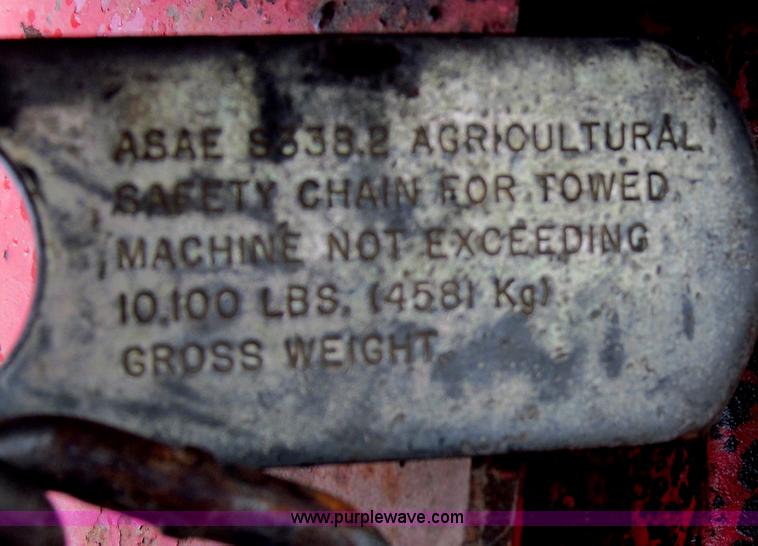 ASAE S338.2 AGRICULTURAL
SAFETY CHAIN FOR TOWED
MACHINE NOT EXCEEDING
10,100 LBS. (4581 Kg)
GROSS WEIGHT.
www.purplewave.com